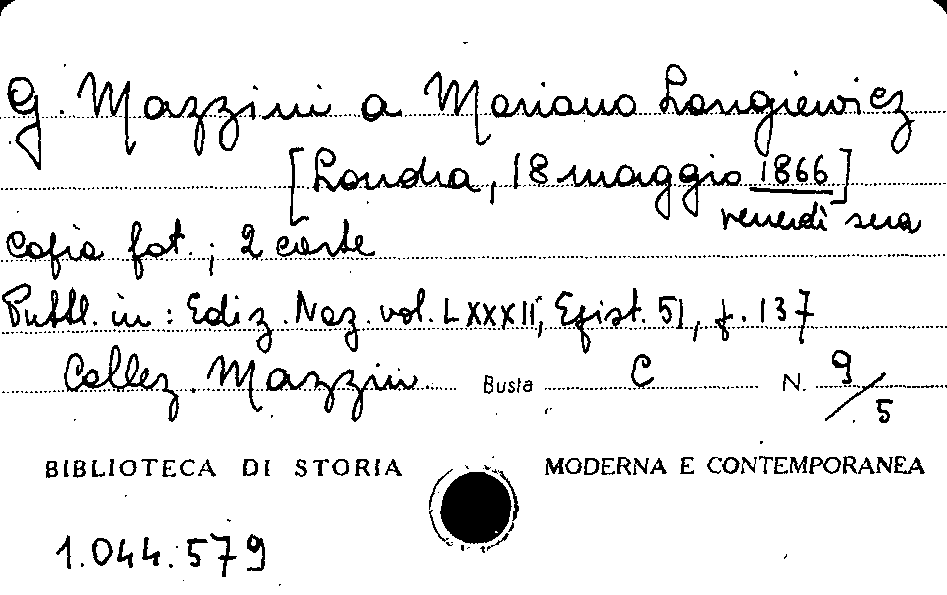 G. Mazzini a Mariano Langiewicz
[Londra, 18 maggio 1866]
venerdì sera
Copia fot.; 2 carte
Pubbl. in: Ediz. Naz. vol. LXXXII, Epist. 51, p. 137
Collez. Mazzini Busta C N. 9/5
BIBLIOTECA DI STORIA MODERNA E CONTEMPORANEA
1.044.579